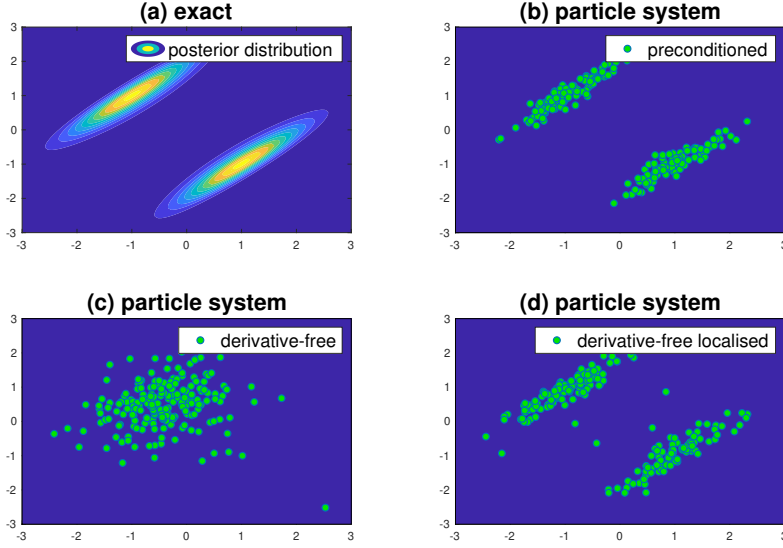 (a) exact
posterior distribution
3
2
1
0
-1
-2
-3
-3 -2 -1 0 1 2 3
(b) particle system
preconditioned
3
2
1
0
-1
-2
-3
-3 -2 -1 0 1 2 3
(c) particle system
derivative-free
3
2
1
0
-1
-2
-3
-3 -2 -1 0 1 2 3
(d) particle system
derivative-free localised
3
2
1
0
-1
-2
-3
-3 -2 -1 0 1 2 3